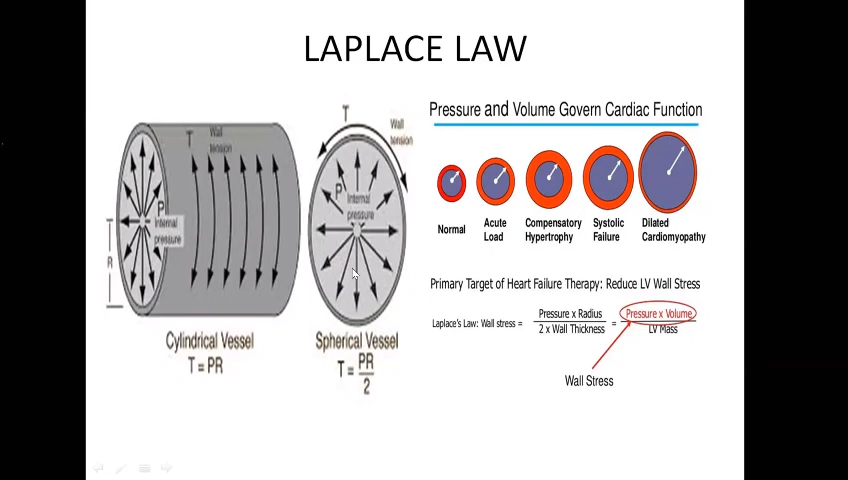 LAPLACE LAW
T
Wall
tension
P
Internal
pressure
R
Cylindrical Vessel
T = PR
T
Wall
tension
P
Internal
pressure
Spherical Vessel
T = PR
2
Pressure and Volume Govern Cardiac Function
Normal
Acute
Load
Compensatory
Hypertrophy
Systolic
Failure
Dilated
Cardiomyopathy
Primary Target of Heart Failure Therapy: Reduce LV Wall Stress
Laplace's Law: Wall stress = Pressure x Radius = Pressure x Volume
2 x Wall Thickness LV Mass
Wall Stress